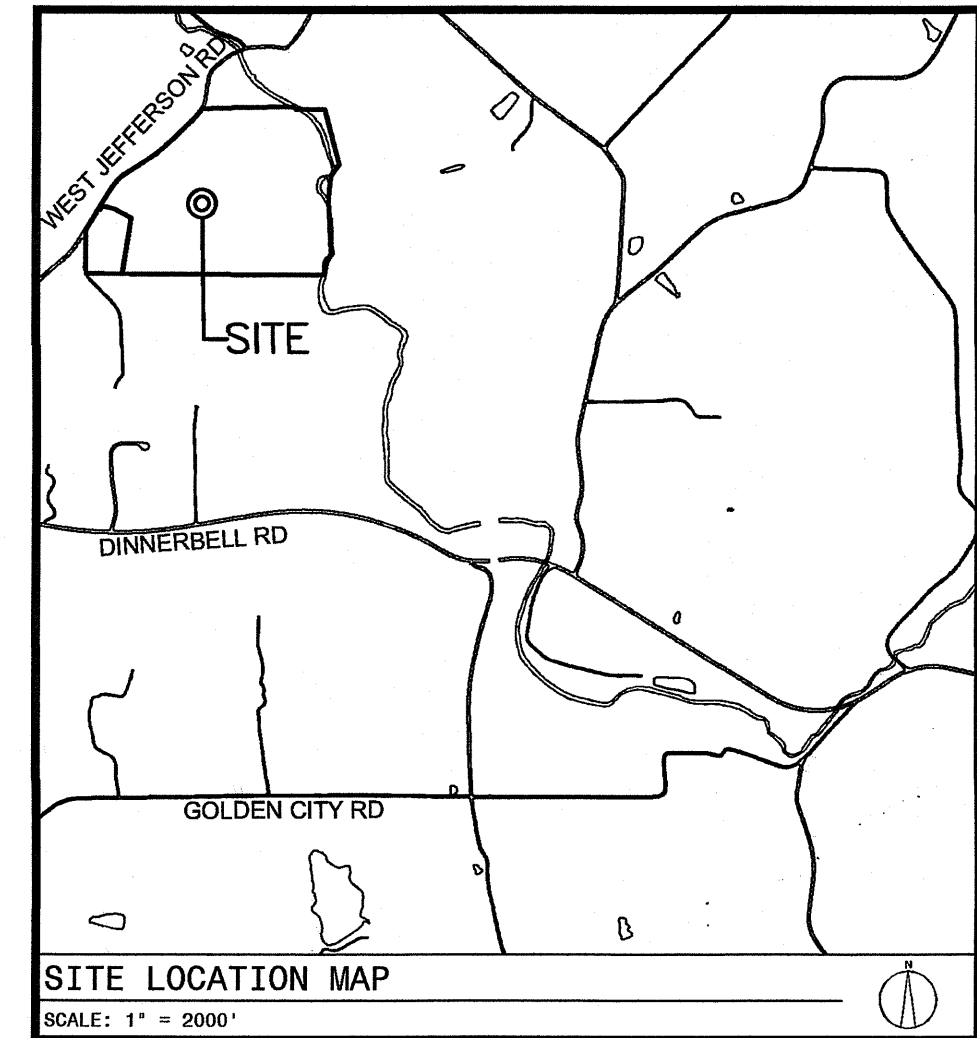 WEST JEFFERSON RD
SITE
DINNERBELL RD
GOLDEN CITY RD
SITE LOCATION MAP
N
SCALE: 1" = 2000'